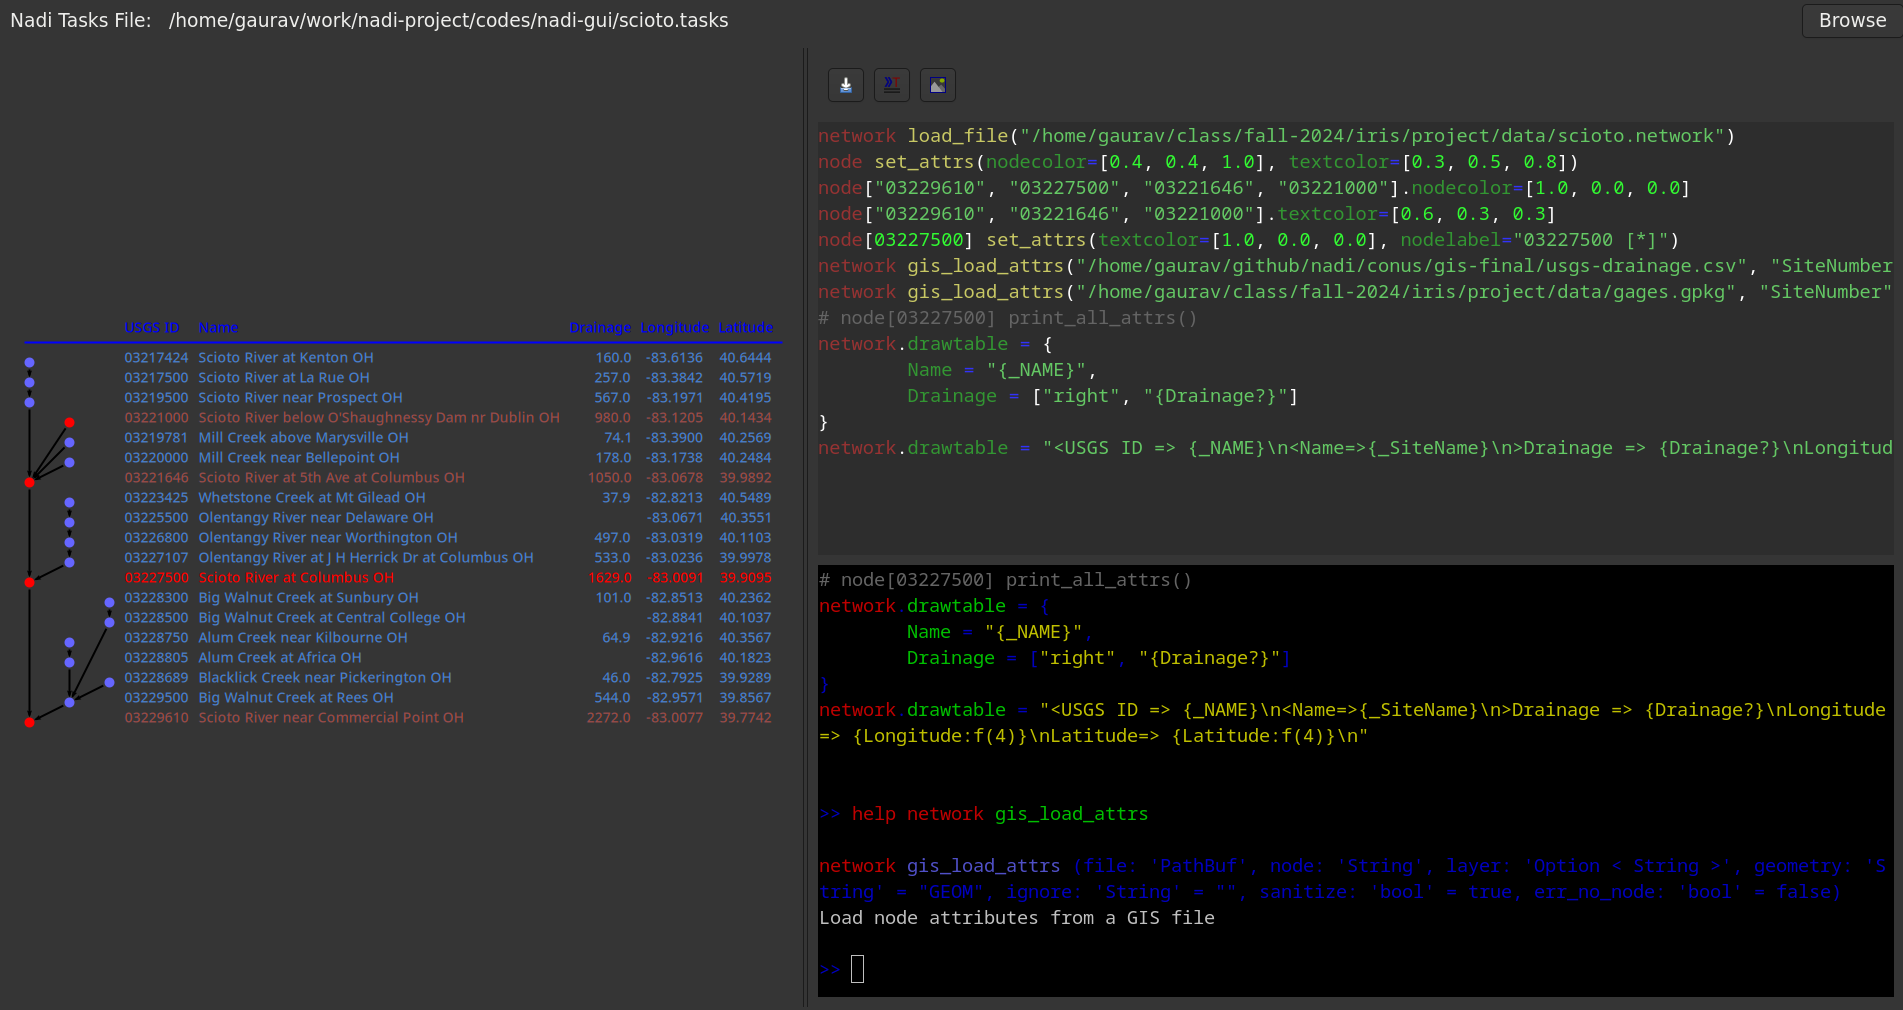 Nadi Tasks File: /home/gaurav/work/nadi-project/codes/nadi-gui/scioto.tasks
Browse
USGS ID Name Drainage Longitude Latitude
03217424 Scioto River at Kenton OH 160.0 -83.6136 40.6444
03217500 Scioto River at La Rue OH 257.0 -83.3842 40.5719
03219500 Scioto River near Prospect OH 567.0 -83.1971 40.4195
03221000 Scioto River below O'Shaughnessy Dam nr Dublin OH 980.0 -83.1205 40.1434
03219781 Mill Creek above Marysville OH 74.1 -83.3900 40.2569
03220000 Mill Creek near Bellepoint OH 178.0 -83.1738 40.2484
03221646 Scioto River at 5th Ave at Columbus OH 1050.0 -83.0678 39.9892
03223425 Whetstone Creek at Mt Gilead OH 37.9 -82.8213 40.5489
03225500 Olentangy River near Delaware OH -83.0671 40.3551
03226800 Olentangy River near Worthington OH 497.0 -83.0319 40.1103
03227107 Olentangy River at J H Herrick Dr at Columbus OH 533.0 -83.0236 39.9978
03227500 Scioto River at Columbus OH 1629.0 -83.0091 39.9095
03228300 Big Walnut Creek at Sunbury OH 101.0 -82.8513 40.2362
03228500 Big Walnut Creek at Central College OH -82.8841 40.1037
03228750 Alum Creek near Kilbourne OH 64.9 -82.9216 40.3567
03228805 Alum Creek at Africa OH -82.9616 40.1823
03228689 Blacklick Creek near Pickerington OH 46.0 -82.7925 39.9289
03229500 Big Walnut Creek at Rees OH 544.0 -82.9571 39.8567
03229610 Scioto River near Commercial Point OH 2272.0 -83.0077 39.7742
network load_file("/home/gaurav/class/fall-2024/iris/project/data/scioto.network")
node set_attrs(nodecolor=[0.4, 0.4, 1.0], textcolor=[0.3, 0.5, 0.8])
node["03229610", "03227500", "03221646", "03221000"].nodecolor=[1.0, 0.0, 0.0]
node["03229610", "03221646", "03221000"].textcolor=[0.6, 0.3, 0.3]
node[03227500] set_attrs(textcolor=[1.0, 0.0, 0.0], nodelabel="03227500 [*]")
network gis_load_attrs("/home/gaurav/github/nadi/conus/gis-final/usgs-drainage.csv", "SiteNumber
network gis_load_attrs("/home/gaurav/class/fall-2024/iris/project/data/gages.gpkg", "SiteNumber"
# node[03227500] print_all_attrs()
network.drawtable = {
Name = "{_NAME}",
Drainage = ["right", "{Drainage?}"]
}
network.drawtable = "<USGS ID => {_NAME}\n<Name=>{_SiteName}\n>Drainage => {Drainage?}\nLongitud
# node[03227500] print_all_attrs()
network.drawtable = {
Name = "{_NAME}",
Drainage = ["right", "{Drainage?}"]
}
network.drawtable = "<USGS ID => {_NAME}\n<Name=>{_SiteName}\n>Drainage => {Drainage?}\nLongitude
=> {Longitude:f(4)}\nLatitude=> {Latitude:f(4)}\n"
>> help network gis_load_attrs
network gis_load_attrs (file: 'PathBuf', node: 'String', layer: 'Option < String >', geometry: 'S
tring' = "GEOM", ignore: 'String' = "", sanitize: 'bool' = true, err_no_node: 'bool' = false)
Load node attributes from a GIS file
>>